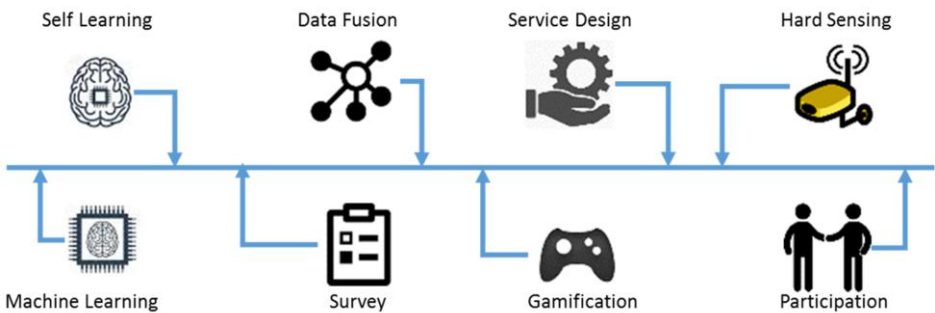 Self Learning
Data Fusion
Service Design
Hard Sensing
Machine Learning
Survey
Gamification
Participation